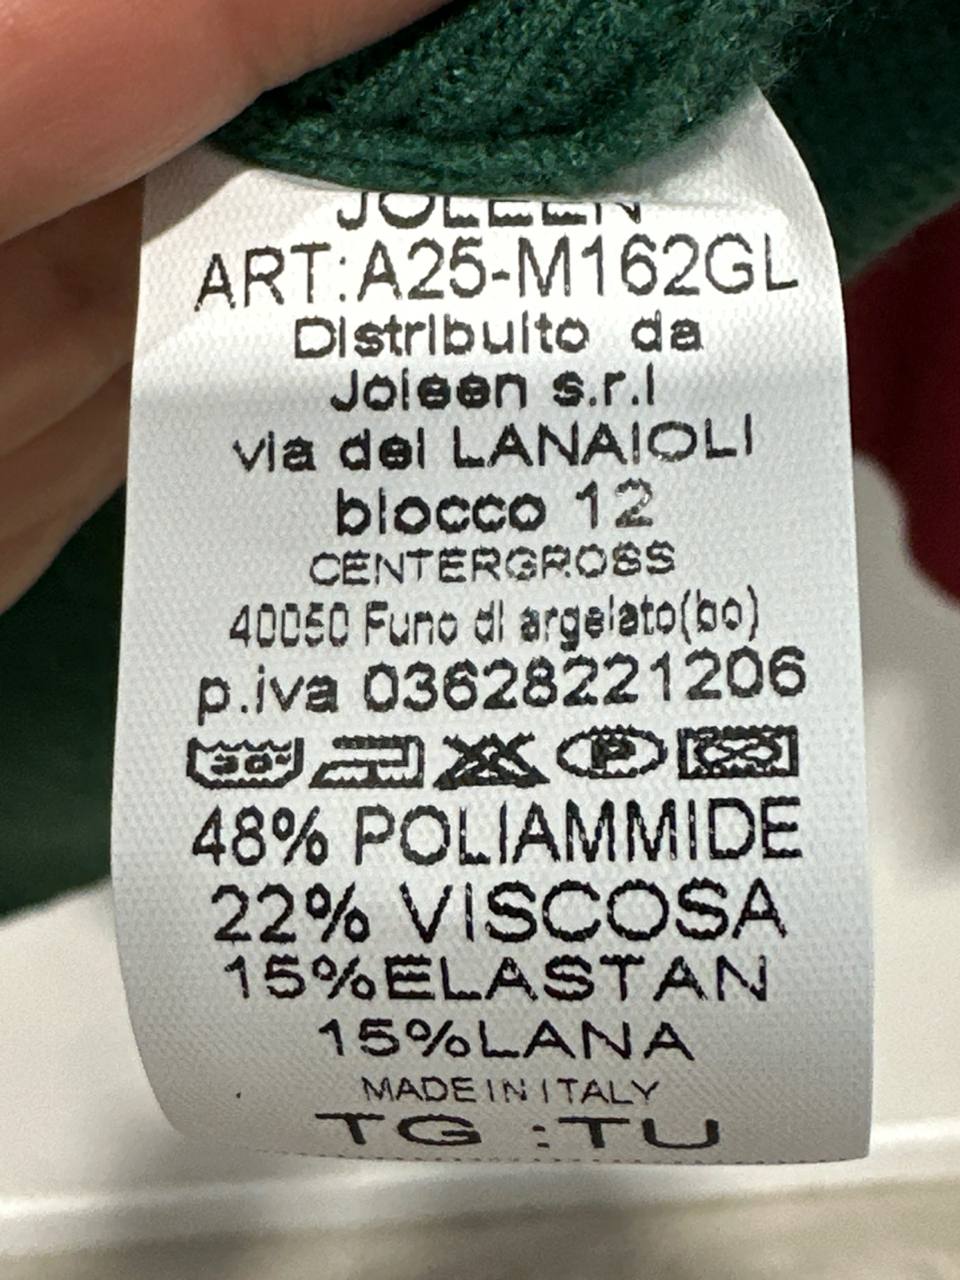 JOLEEN
ART:A25-M162GL
Distribuito da
Joleen s.r.l
via dei LANAIOLI
blocco 12
CENTERGROSS
40050 Funo di argelato(bo)
p.iva 03628221206
30° P
48% POLIAMMIDE
22% VISCOSA
15%ELASTAN
15%LANA
MADE IN ITALY
TG :TU